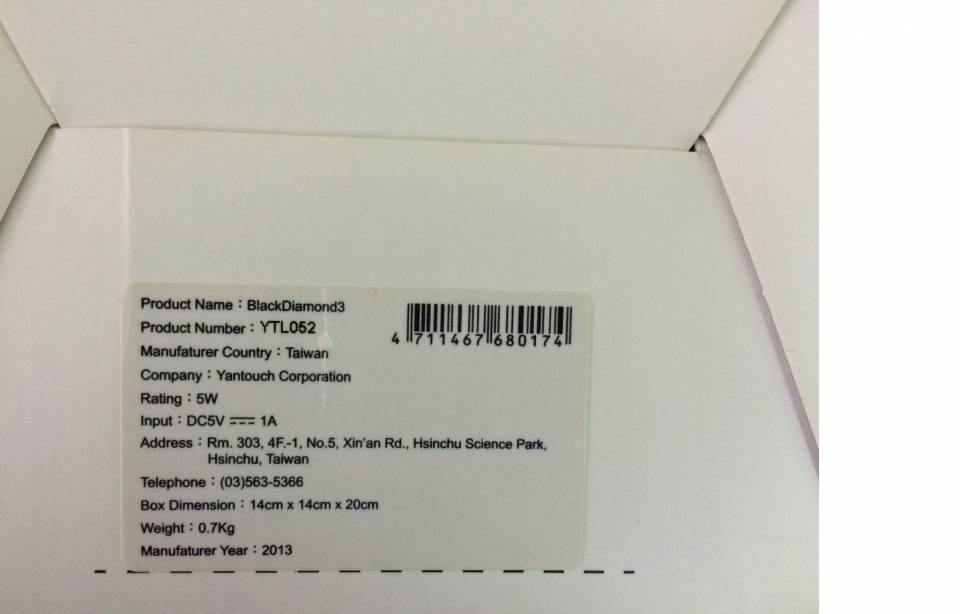 Product Name : BlackDiamond3
Product Number : YTL052
Manufaturer Country : Taiwan
Company : Yantouch Corporation
Rating : 5W
Input : DC5V ⎓ 1A
Address : Rm. 303, 4F.-1, No.5, Xin'an Rd., Hsinchu Science Park,
Hsinchu, Taiwan
Telephone : (03)563-5366
Box Dimension : 14cm x 14cm x 20cm
Weight : 0.7Kg
Manufaturer Year : 2013
4 711467 680174